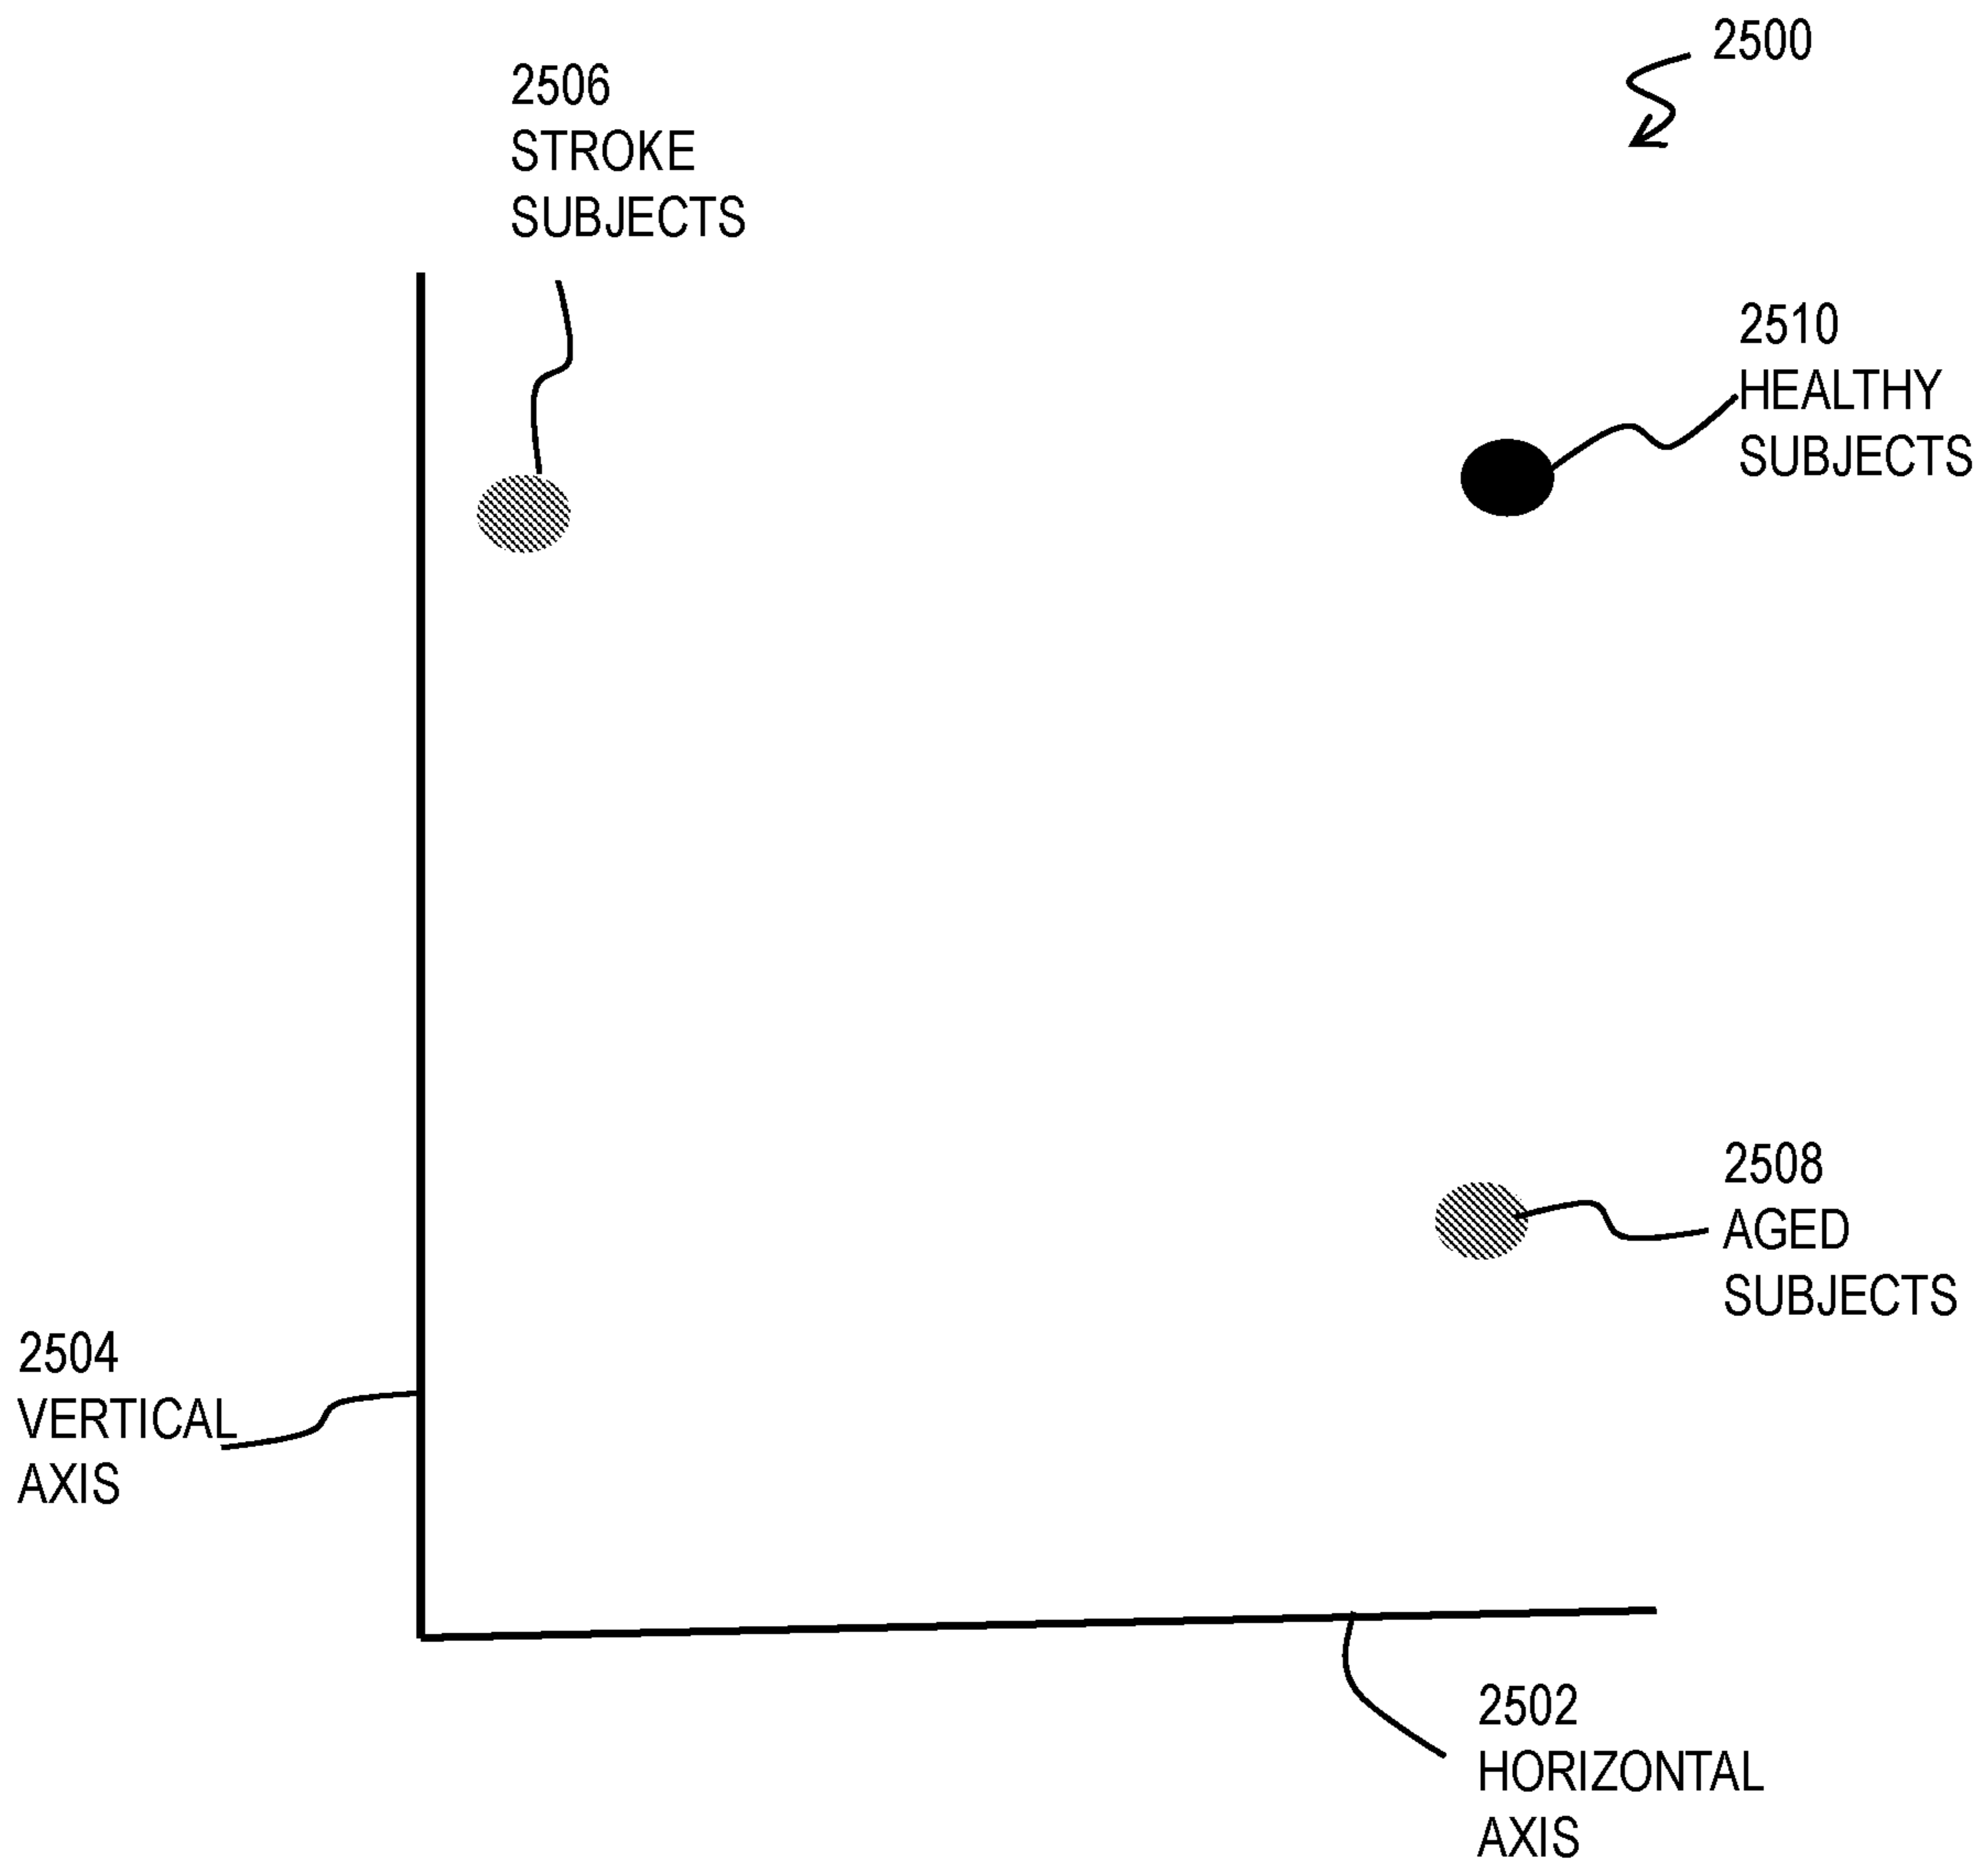 2500
2506
STROKE
SUBJECTS
2510
HEALTHY
SUBJECTS
2508
AGED
SUBJECTS
2504
VERTICAL
AXIS
2502
HORIZONTAL
AXIS